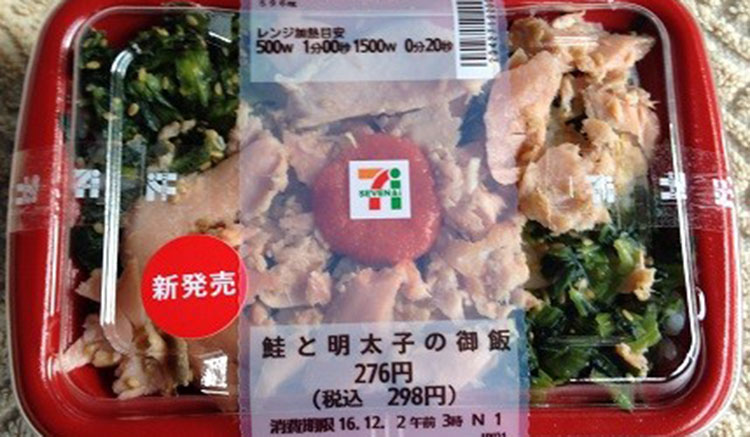 レンジ加熱目安
500W 1分00秒 1500W 0分20秒
7
SEVEN&i
新発売
鮭と明太子の御飯
276円
(税込 298円)
消費期限 16.12. 2 午前 3時 N 1